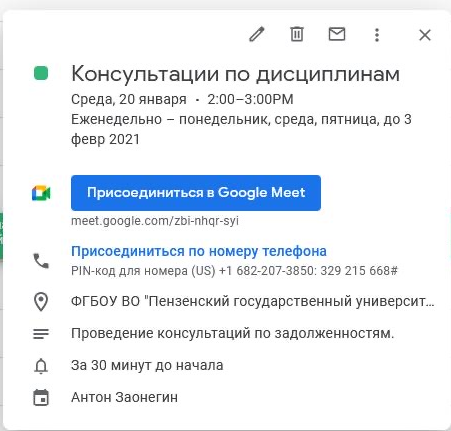 Консультации по дисциплинам
Среда, 20 января · 2:00–3:00PM
Еженедельно – понедельник, среда, пятница, до 3
февр 2021
Присоединиться в Google Meet
meet.google.com/zbi-nhqr-syi
Присоединиться по номеру телефона
PIN-код для номера (US) +1 682-207-3850: 329 215 668#
ФГБОУ ВО "Пензенский государственный университ...
Проведение консультаций по задолженностям.
За 30 минут до начала
Антон Заонегин